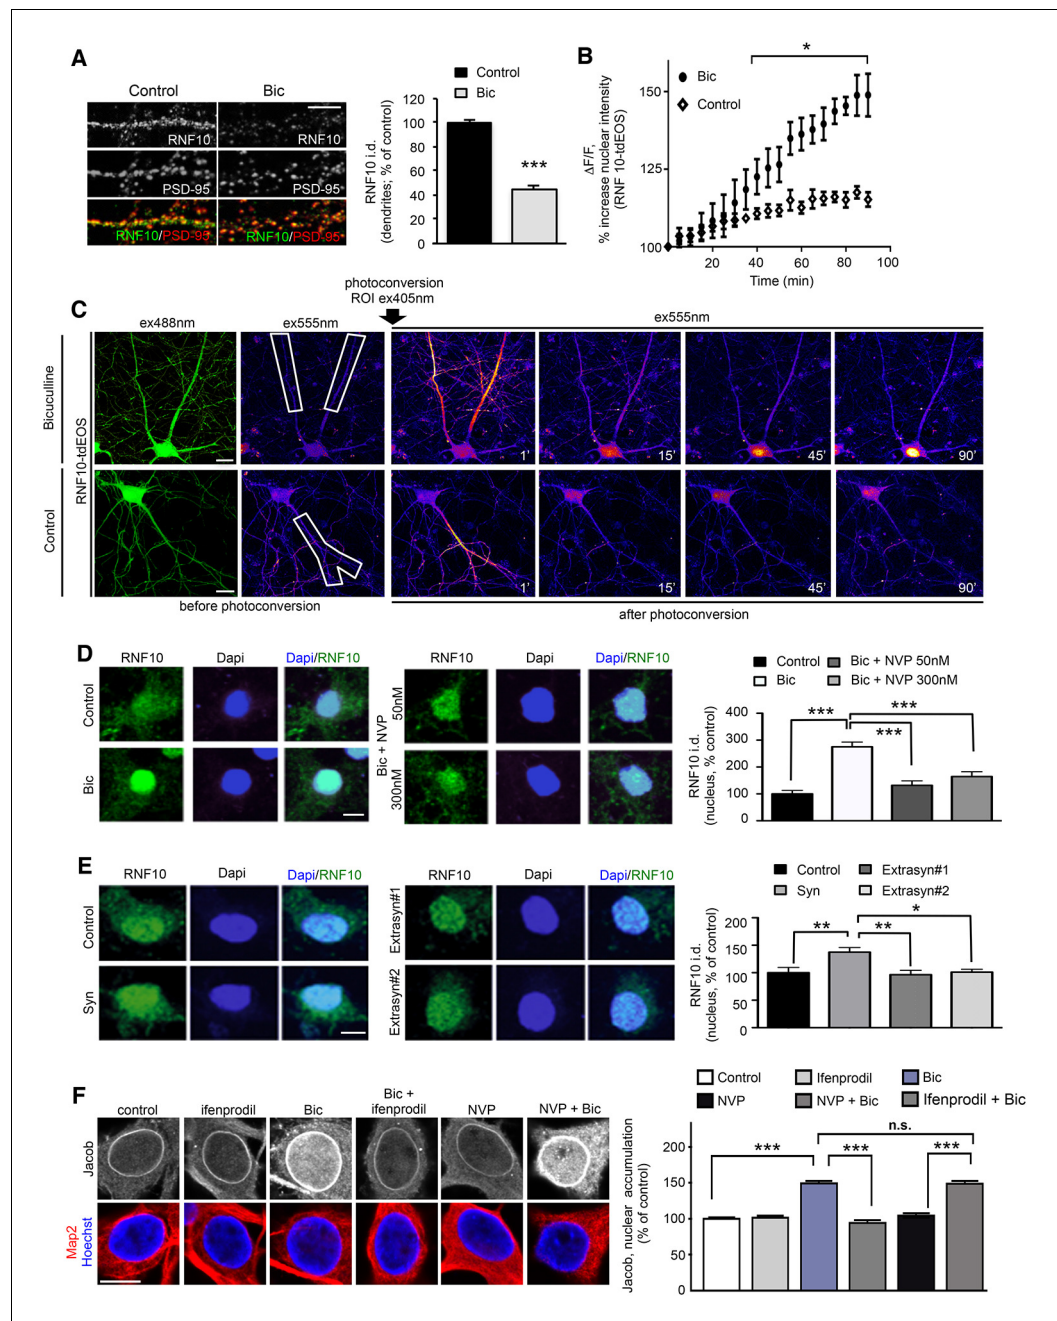 A
Control
Bic
RNF10
RNF10
PSD-95
PSD-95
RNF10/PSD-95
RNF10/PSD-95
Control
Bic
RNF10 i.d.
(dendrites; % of control)
120
100
80
60
40
20
0
***
B
Bic
Control
*
ΔF/F,
% increase nuclear intensity
(RNF 10-tdEOS)
150
125
100
20
40
60
80
100
Time (min)
photoconversion
ROI ex405nm
C
ex488nm
ex555nm
ex555nm
RNF10-tdEOS
Bicuculline
1'
15'
45'
90'
Control
1'
15'
45'
90'
before photoconversion
after photoconversion
D
RNF10
Dapi
Dapi/RNF10
Control
Bic
RNF10
Dapi
Dapi/RNF10
Bic + NVP
50nM
300nM
Control
Bic
Bic + NVP 50nM
Bic + NVP 300nM
RNF10 i.d.
(nucleus, % control)
400
300
200
100
0
***
***
***
E
RNF10
Dapi
Dapi/RNF10
Control
Syn
RNF10
Dapi
Dapi/RNF10
Extrasyn#1
Extrasyn#2
Control
Syn
Extrasyn#1
Extrasyn#2
RNF10 i.d.
(nucleus, % of control)
200
150
100
50
0
**
**
*
F
control
ifenprodil
Bic
Bic +
ifenprodil
NVP
NVP + Bic
Jacob
Map2
Hoechst
Control
Ifenprodil
Bic
NVP
NVP + Bic
Ifenprodil + Bic
Jacob, nuclear accumulation
(% of control)
200
150
100
50
0
***
***
n.s.
***